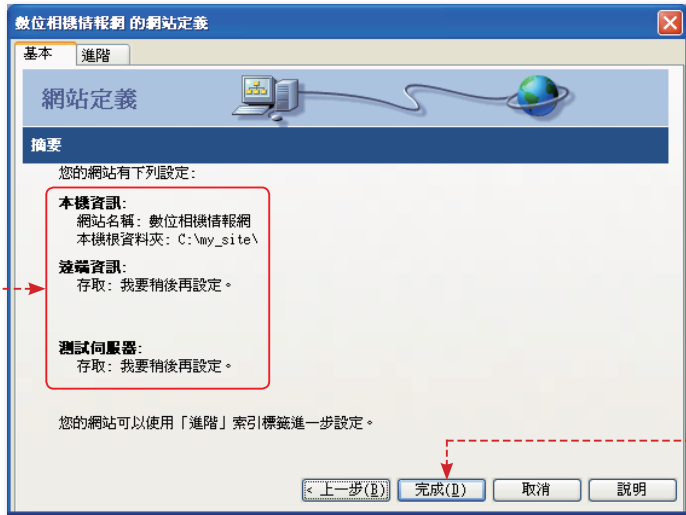 數位相機情報網 的網站定義
基本 進階
網站定義
摘要
您的網站有下列設定:
本機資訊:
網站名稱: 數位相機情報網
本機根資料夾: C:\my_site\
遠端資訊:
存取: 我要稍後再設定。
測試伺服器:
存取: 我要稍後再設定。
您的網站可以使用「進階」索引標籤進一步設定。
< 上一步(B) 完成(D) 取消 說明